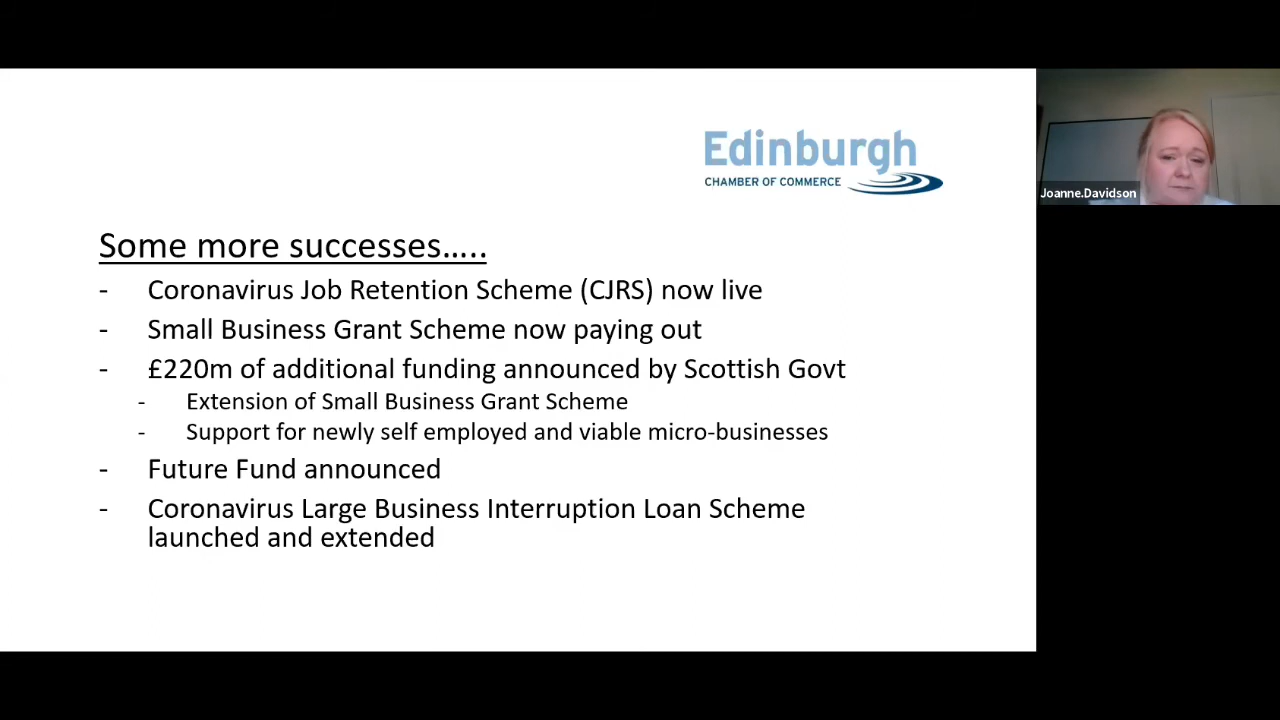 Edinburgh
CHAMBER OF COMMERCE
Joanne.Davidson
Some more successes.....
- Coronavirus Job Retention Scheme (CJRS) now live
- Small Business Grant Scheme now paying out
- £220m of additional funding announced by Scottish Govt
- Extension of Small Business Grant Scheme
- Support for newly self employed and viable micro-businesses
- Future Fund announced
- Coronavirus Large Business Interruption Loan Scheme
launched and extended